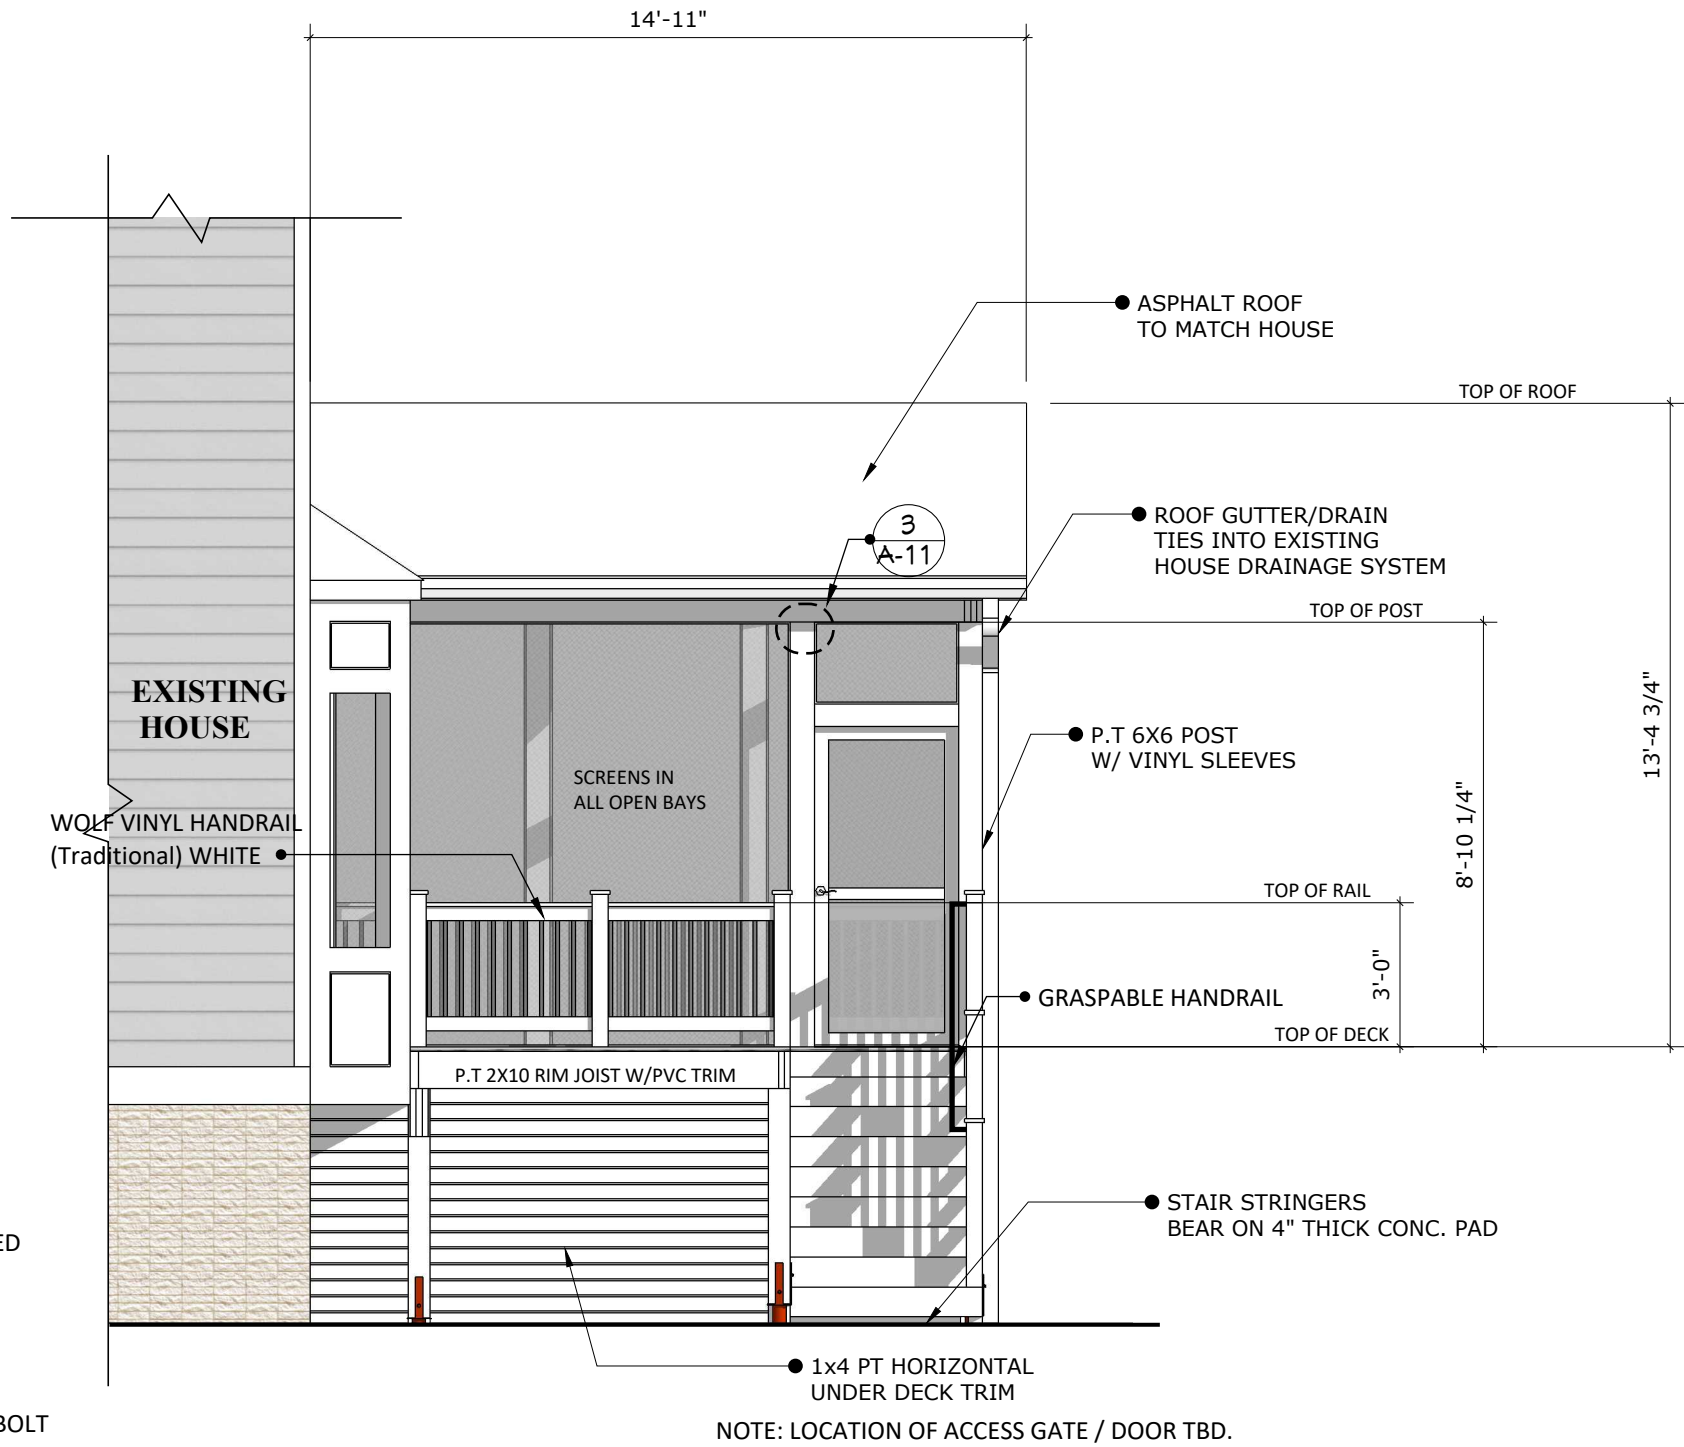 14'-11"
ASPHALT ROOF
TO MATCH HOUSE
TOP OF ROOF
3
A-11
ROOF GUTTER/DRAIN
TIES INTO EXISTING
HOUSE DRAINAGE SYSTEM
TOP OF POST
EXISTING
HOUSE
13'-4 3/4"
P.T 6X6 POST
W/ VINYL SLEEVES
SCREENS IN
ALL OPEN BAYS
8'-10 1/4"
WOLF VINYL HANDRAIL
(Traditional) WHITE
TOP OF RAIL
3'-0"
GRASPABLE HANDRAIL
TOP OF DECK
P.T 2X10 RIM JOIST W/PVC TRIM
STAIR STRINGERS
BEAR ON 4" THICK CONC. PAD
ED
1x4 PT HORIZONTAL
UNDER DECK TRIM
BOLT
NOTE: LOCATION OF ACCESS GATE / DOOR TBD.